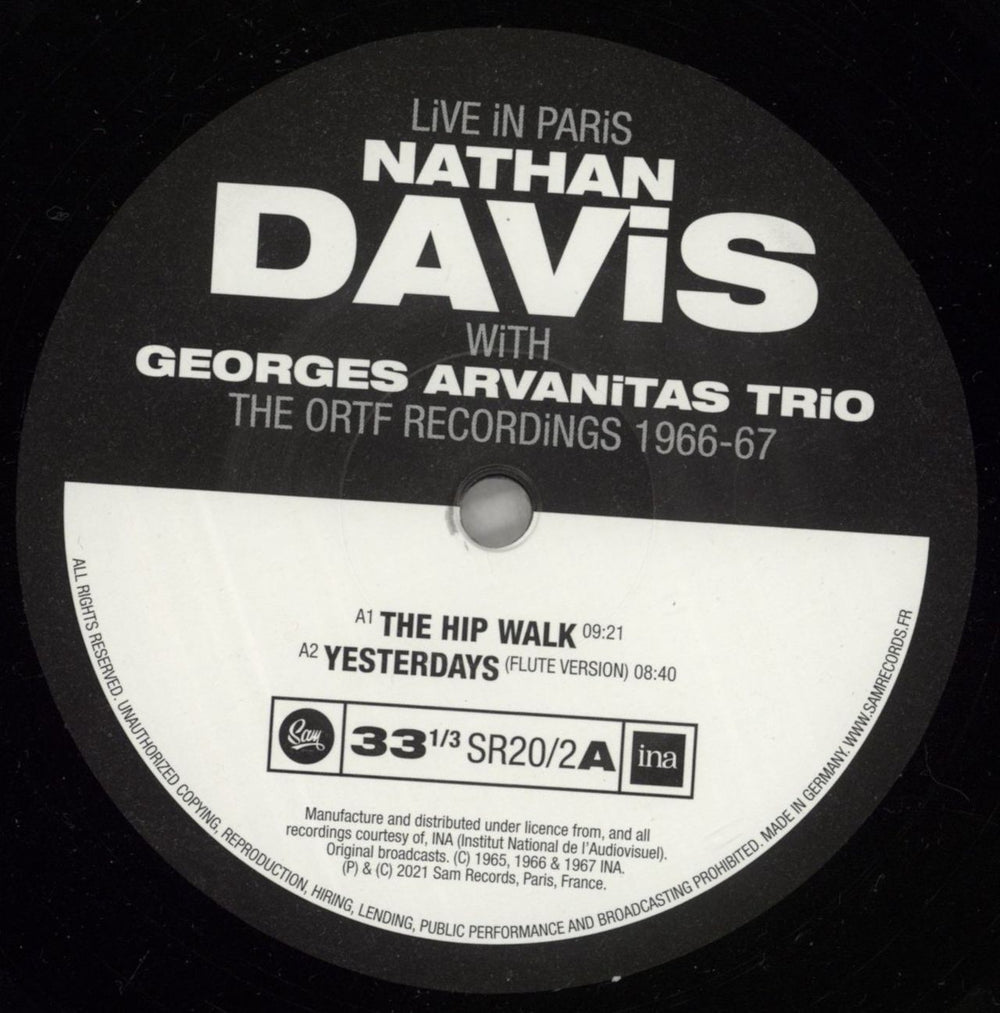 LiVE iN PARiS
NATHAN
DAViS
WiTH
GEORGES ARVANiTAS TRiO
THE ORTF RECORDiNGS 1966-67
A1 THE HIP WALK 09:21
A2 YESTERDAYS (FLUTE VERSION) 08:40
Sam 33 1/3 SR20/2A ina
Manufacture and distributed under licence from, and all
recordings courtesy of, INA (Institut National de l'Audiovisuel).
Original broadcasts. (C) 1965, 1966 & 1967 INA.
(P) & (C) 2021 Sam Records, Paris, France.
ALL RIGHTS RESERVED. UNAUTHORIZED COPYING, REPRODUCTION, HIRING, LENDING, PUBLIC PERFORMANCE AND BROADCASTING PROHIBITED. MADE IN GERMANY. WWW.SAMRECORDS.FR